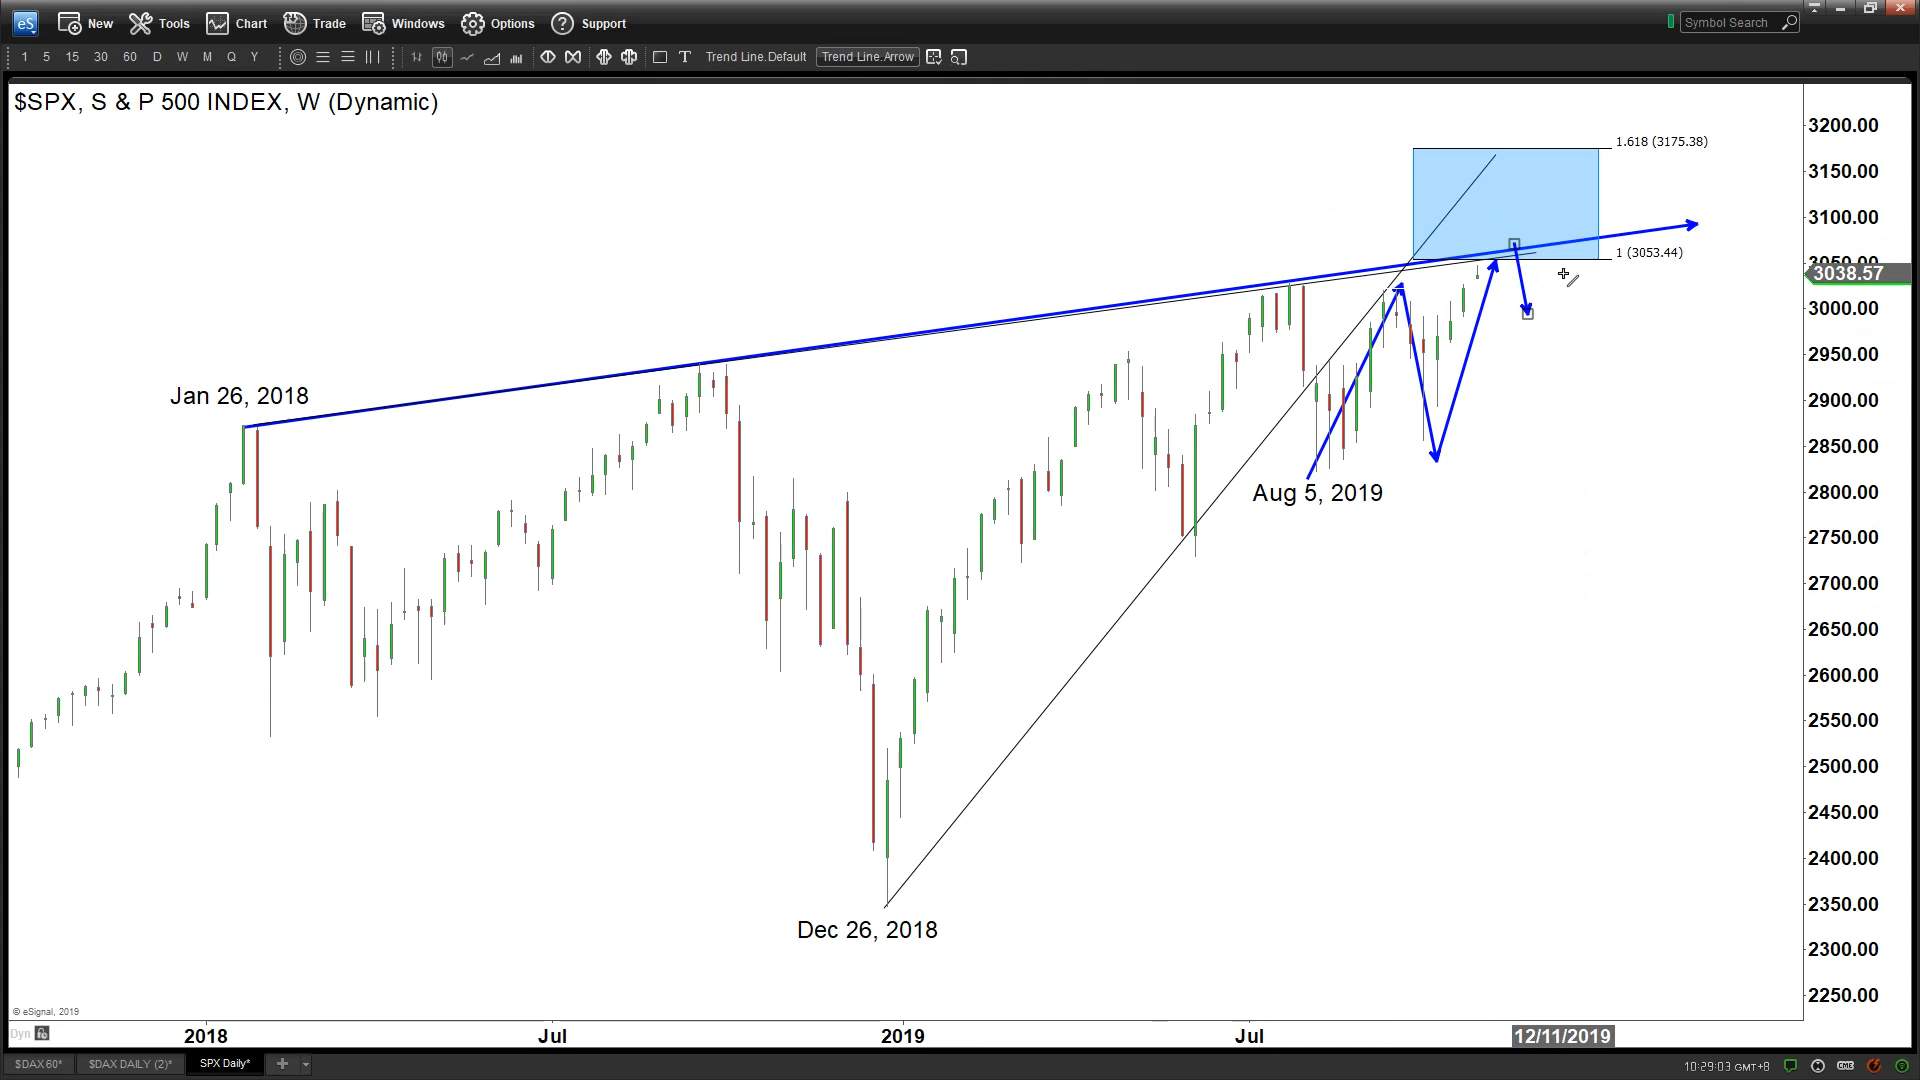 eS New Tools Chart Trade Windows Options Support Symbol Search
1 5 15 30 60 D W M Q Y T Trend Line.Default Trend Line.Arrow
$SPX, S & P 500 INDEX, W (Dynamic)
3200.00
1.618 (3175.38)
3150.00
3100.00
1 (3053.44)
3050.00
3038.57
3000.00
2950.00
Jan 26, 2018
2900.00
2850.00
Aug 5, 2019
2800.00
2750.00
2700.00
2650.00
2600.00
2550.00
2500.00
2450.00
2400.00
2350.00
Dec 26, 2018
2300.00
2250.00
© eSignal, 2019
Dyn
2018 Jul 2019 Jul 12/11/2019
$DAX 60* $DAX DAILY (2)* SPX Daily* 10:29:03 GMT+8 CME